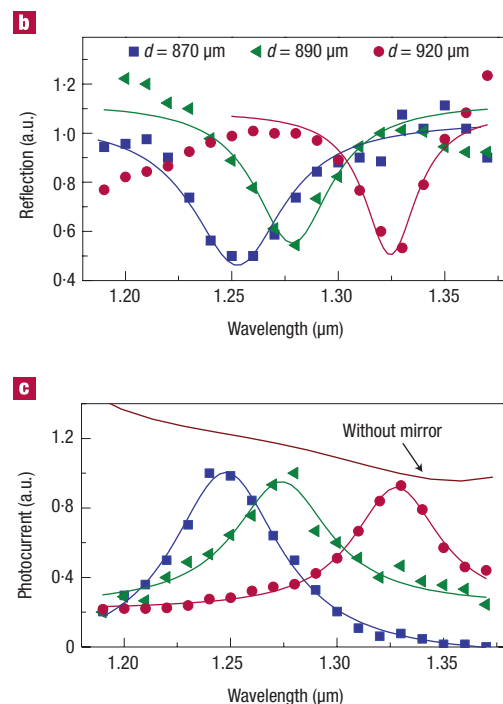 b
d = 870 μm d = 890 μm d = 920 μm
Reflection (a.u.)
1·2
1·0
0·8
0·6
0·4
1.20 1.25 1.30 1.35
Wavelength (μm)
c
Without mirror
Photocurrent (a.u.)
1.2
0·8
0·4
0
1.20 1.25 1.30 1.35
Wavelength (μm)